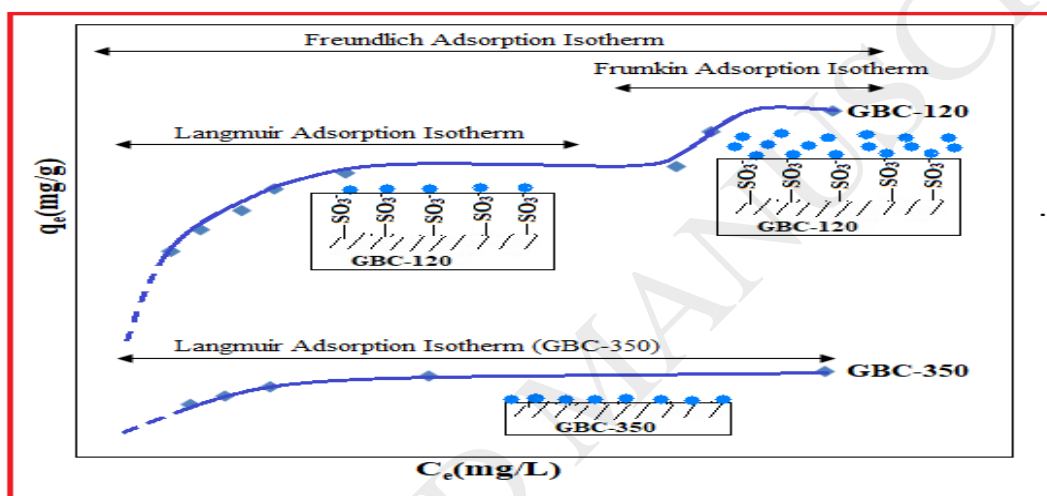 Freundlich Adsorption Isotherm
Frumkin Adsorption Isotherm
GBC-120
Langmuir Adsorption Isotherm
SO₃⁻ SO₃⁻ SO₃⁻ SO₃⁻ SO₃⁻
GBC-120
SO₃⁻ SO₃⁻ SO₃⁻ SO₃⁻ SO₃⁻
GBC-120
qₑ(mg/g)
Langmuir Adsorption Isotherm (GBC-350)
GBC-350
GBC-350
Cₑ(mg/L)
D MANUSC